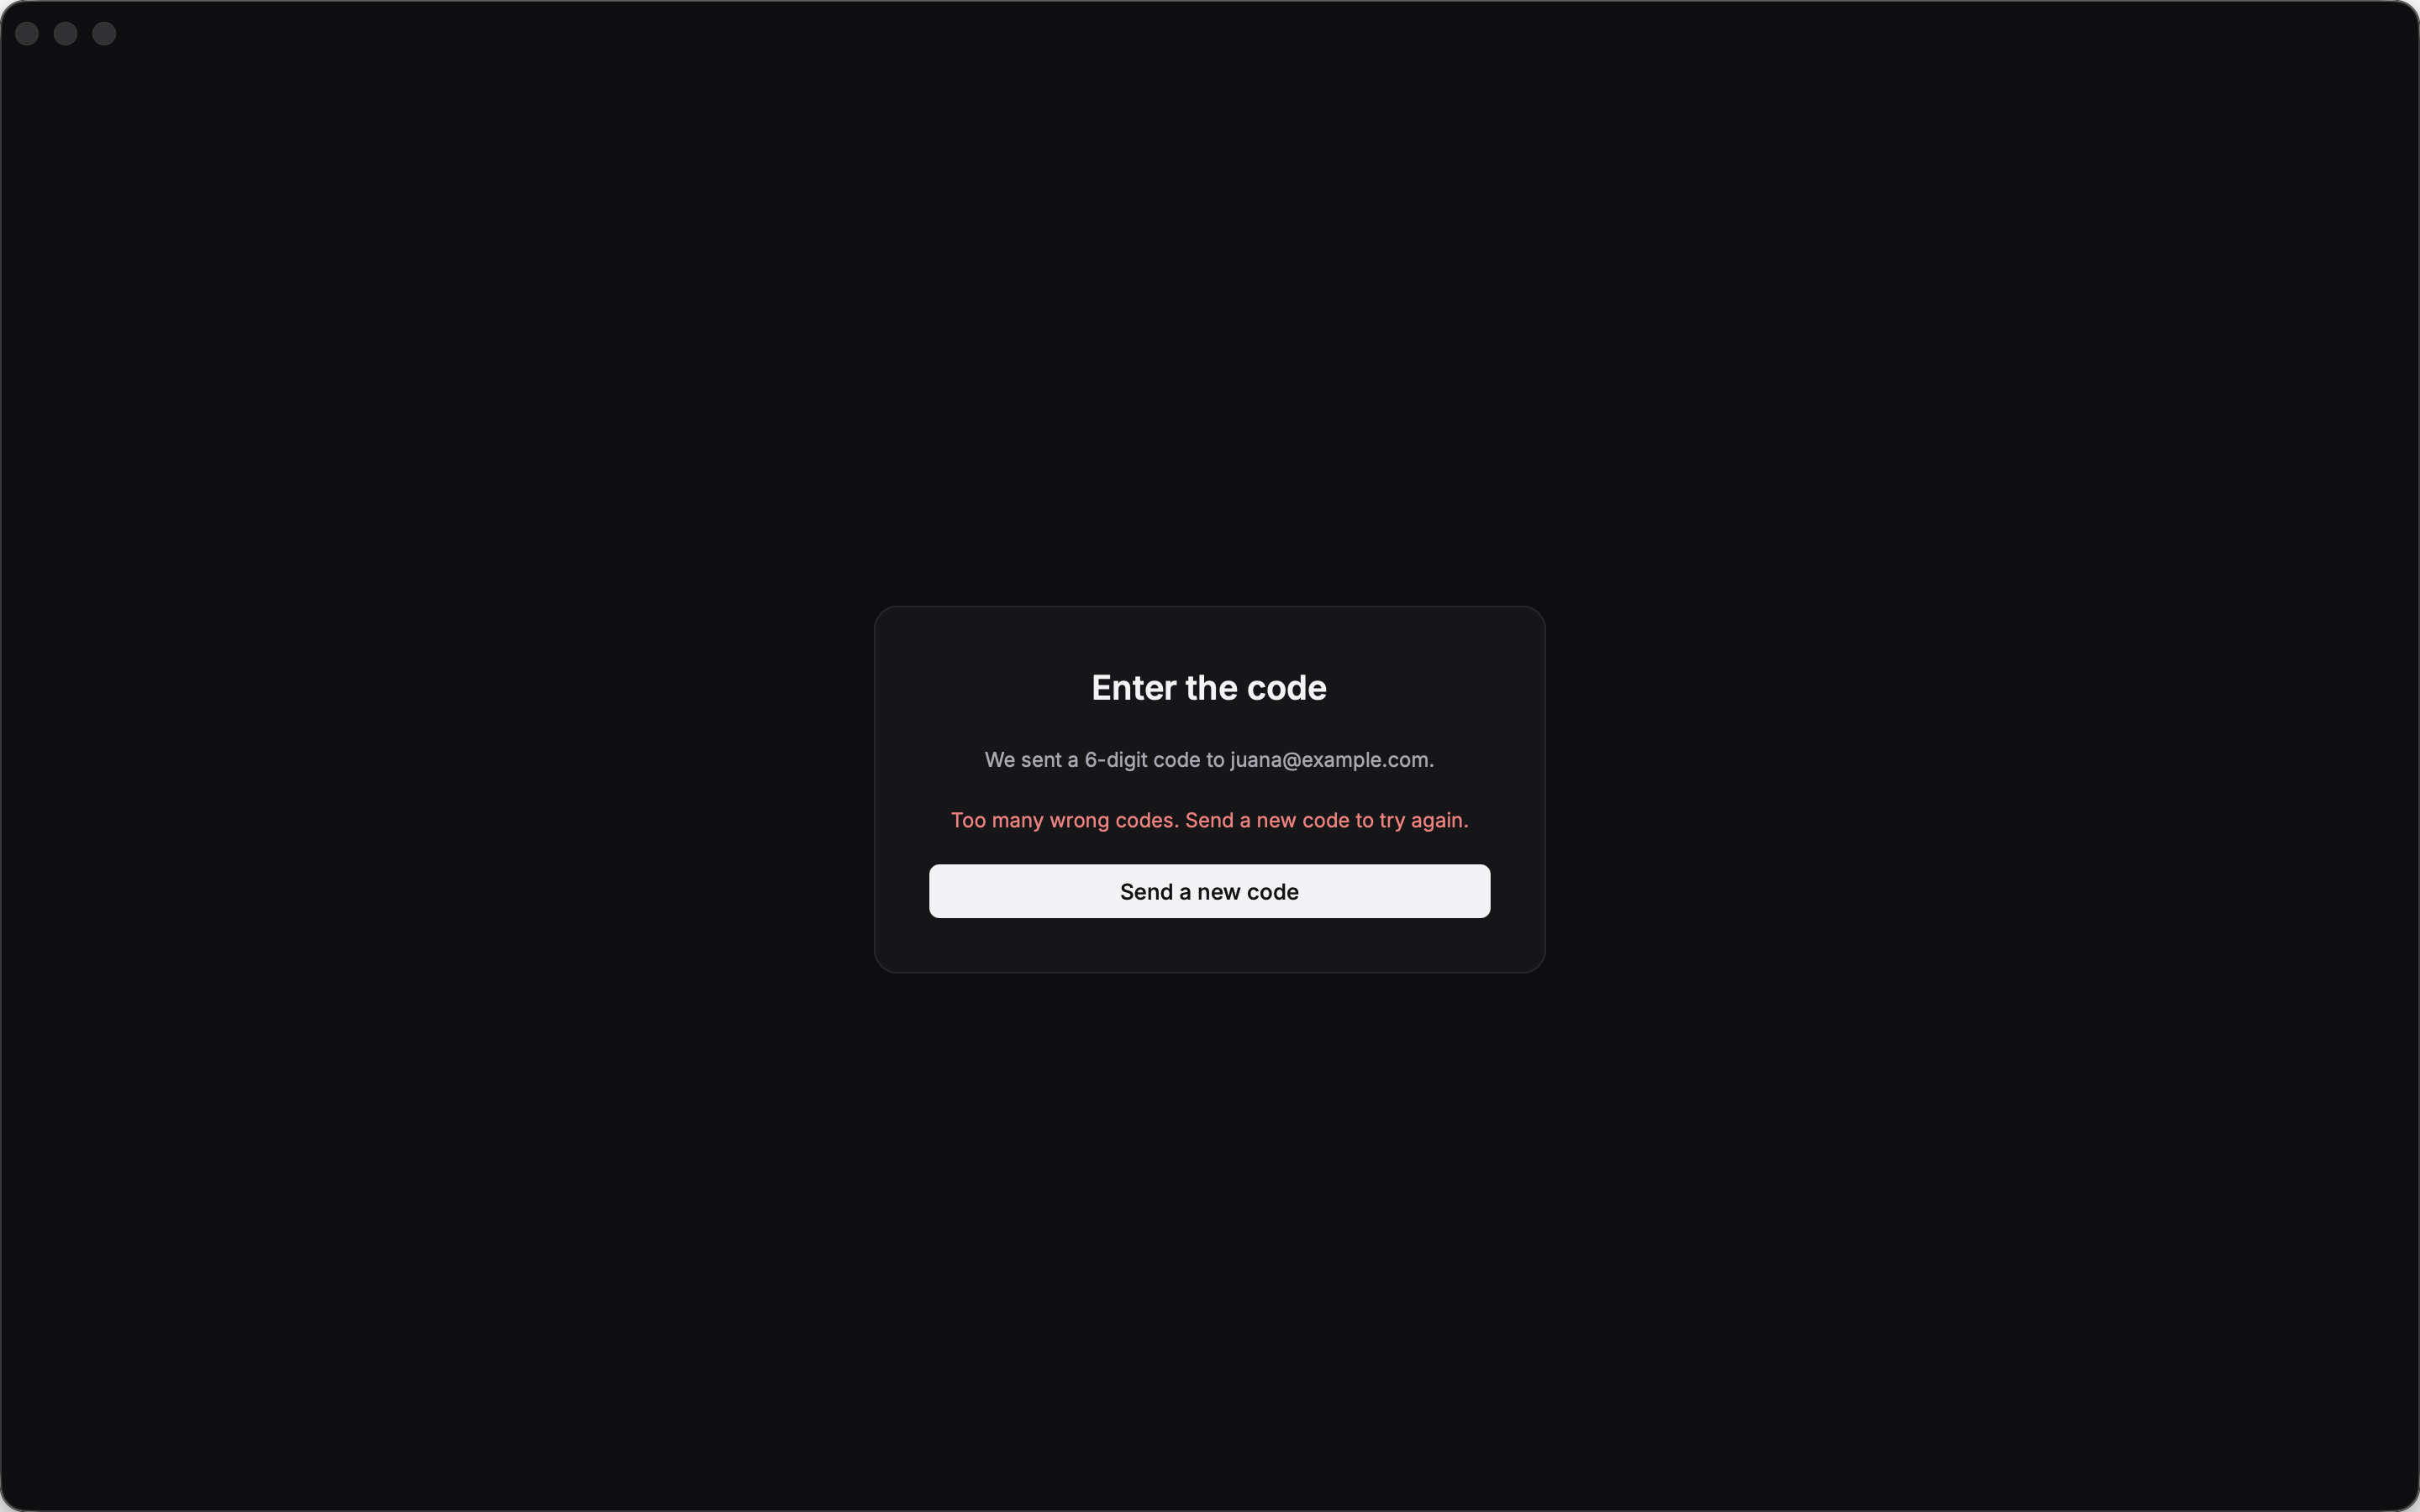 Enter the code
We sent a 6-digit code to juana@example.com.
Too many wrong codes. Send a new code to try again.
Send a new code